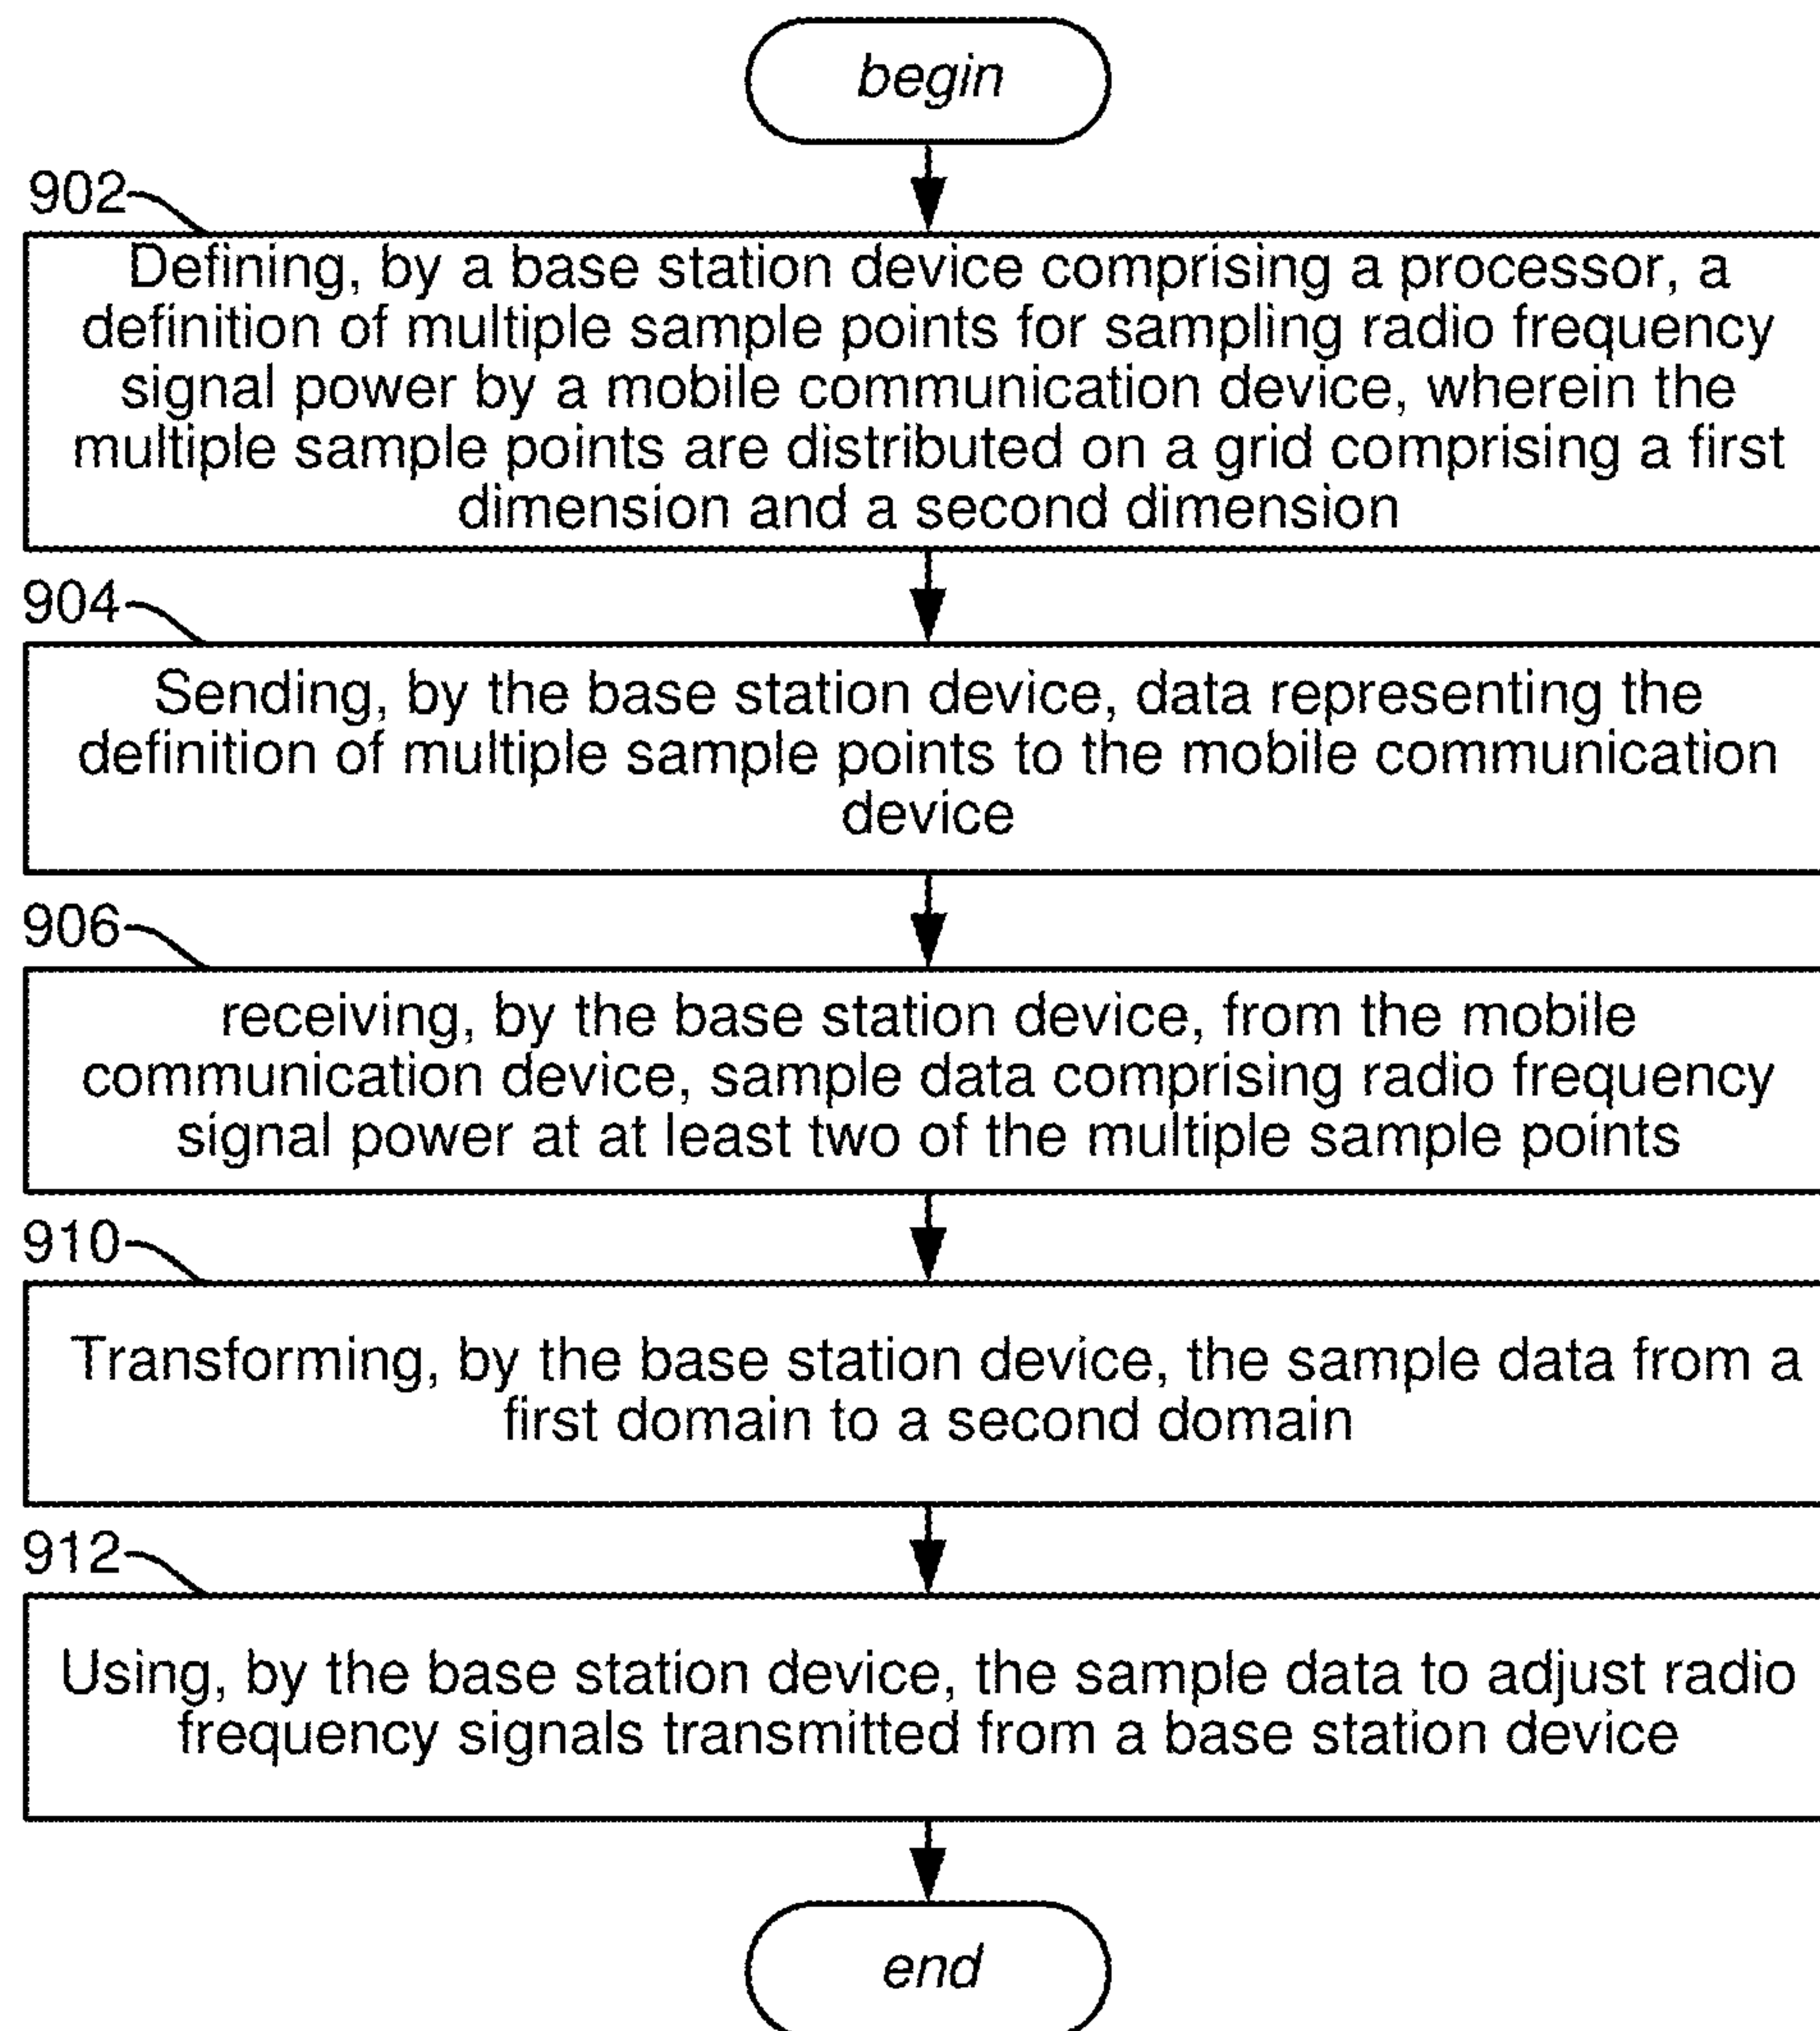 begin
902
Defining, by a base station device comprising a processor, a
definition of multiple sample points for sampling radio frequency
signal power by a mobile communication device, wherein the
multiple sample points are distributed on a grid comprising a first
dimension and a second dimension
904
Sending, by the base station device, data representing the
definition of multiple sample points to the mobile communication
device
906
receiving, by the base station device, from the mobile
communication device, sample data comprising radio frequency
signal power at at least two of the multiple sample points
910
Transforming, by the base station device, the sample data from a
first domain to a second domain
912
Using, by the base station device, the sample data to adjust radio
frequency signals transmitted from a base station device
end